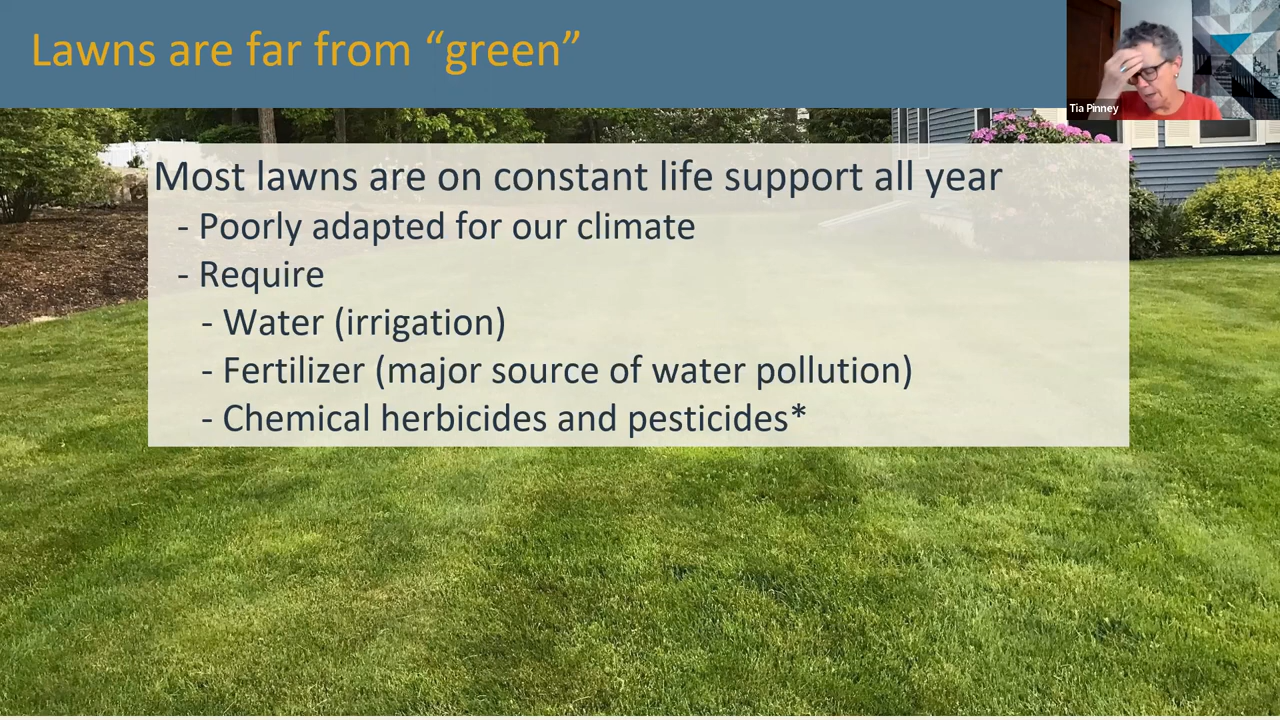 Lawns are far from “green”
Tia Pinney
Most lawns are on constant life support all year
- Poorly adapted for our climate
- Require
- Water (irrigation)
- Fertilizer (major source of water pollution)
- Chemical herbicides and pesticides*